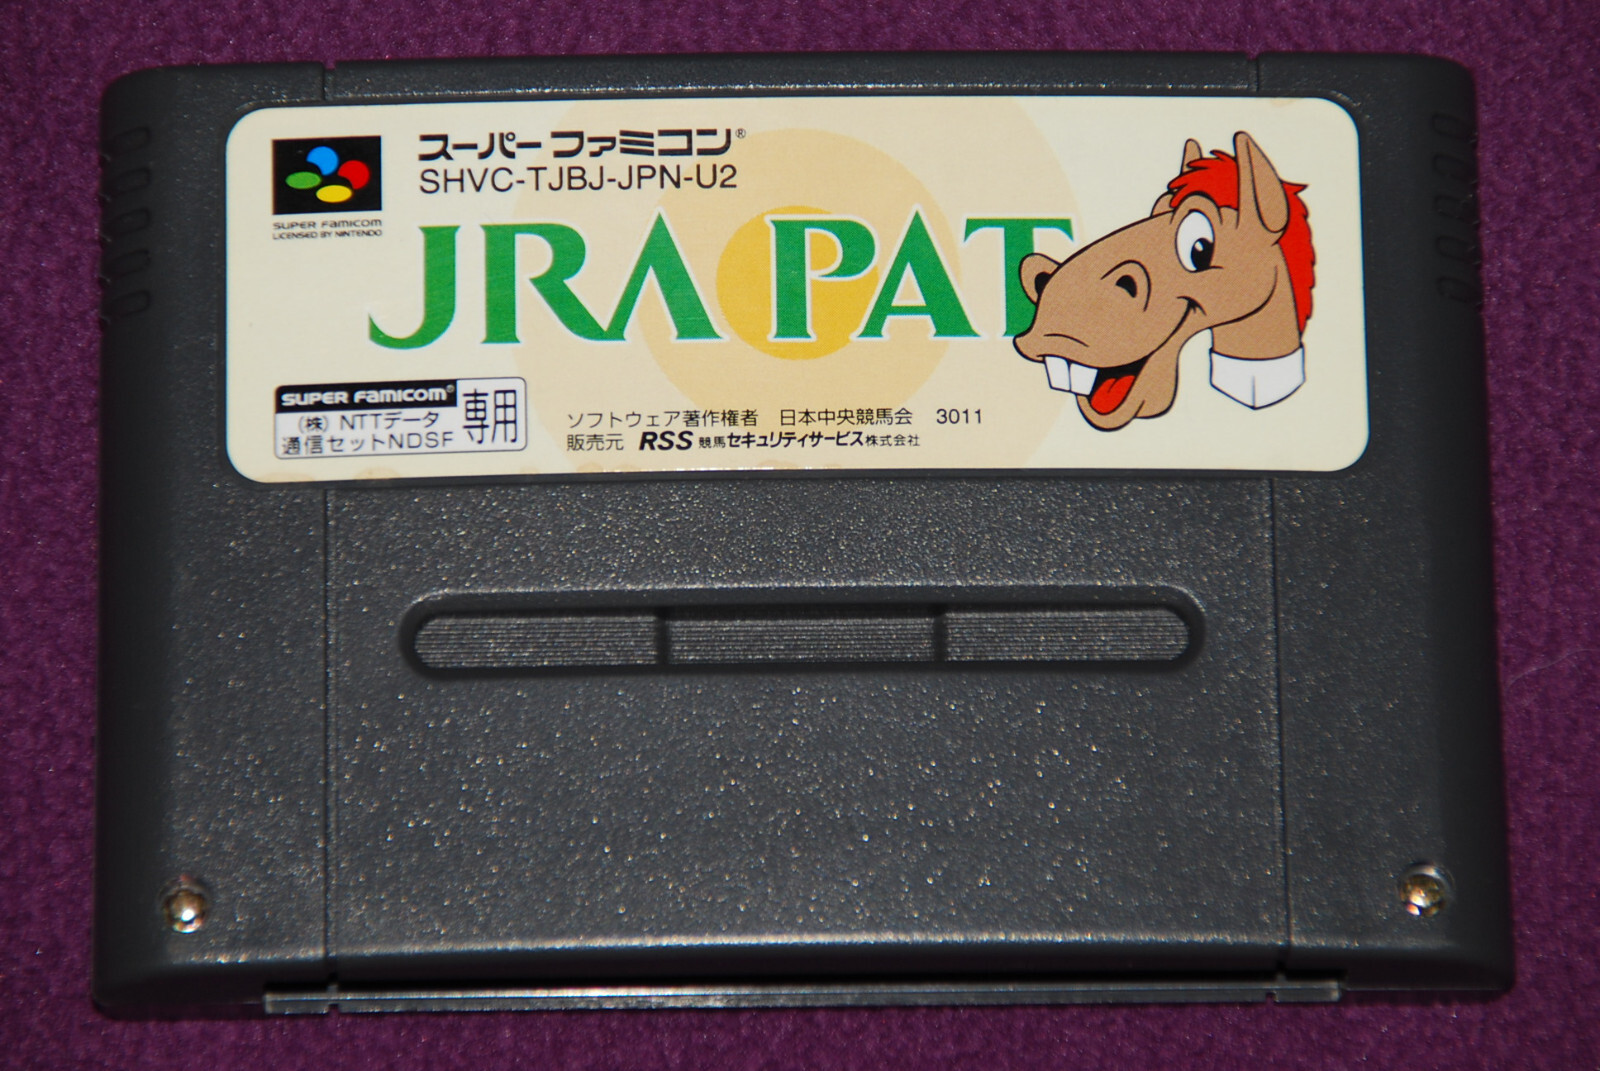 スーパーファミコン®
SHVC-TJBJ-JPN-U2
SUPER FAMICOM
LICENSED BY NINTENDO
JRA PAT
SUPER FAMICOM®
(株) NTTデータ
通信セットNDSF
専用
ソフトウェア著作権者 日本中央競馬会 3011
販売元 RSS 競馬セキュリティサービス株式会社